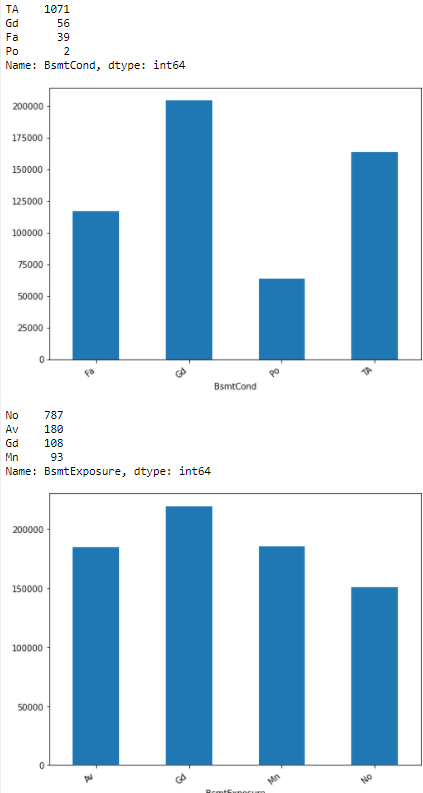 TA    1071
Gd      56
Fa      39
Po       2
Name: BsmtCond, dtype: int64
200000
175000
150000
125000
100000
75000
50000
25000
0
Fa Gd Po TA
BsmtCond
No    787
Av    180
Gd    108
Mn     93
Name: BsmtExposure, dtype: int64
200000
150000
100000
50000
0
Av Gd Mn No
BsmtExposure